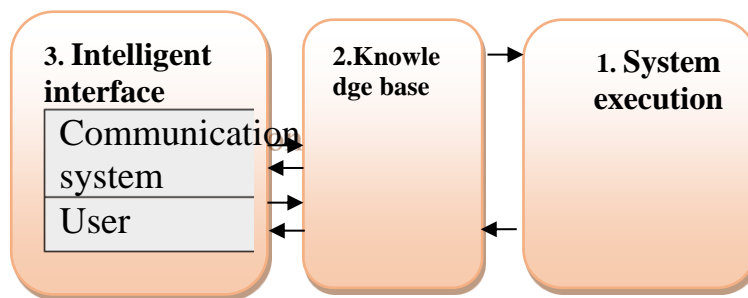 3. Intelligent
interface
Communication
system
User
2.Knowle
dge base
1. System
execution